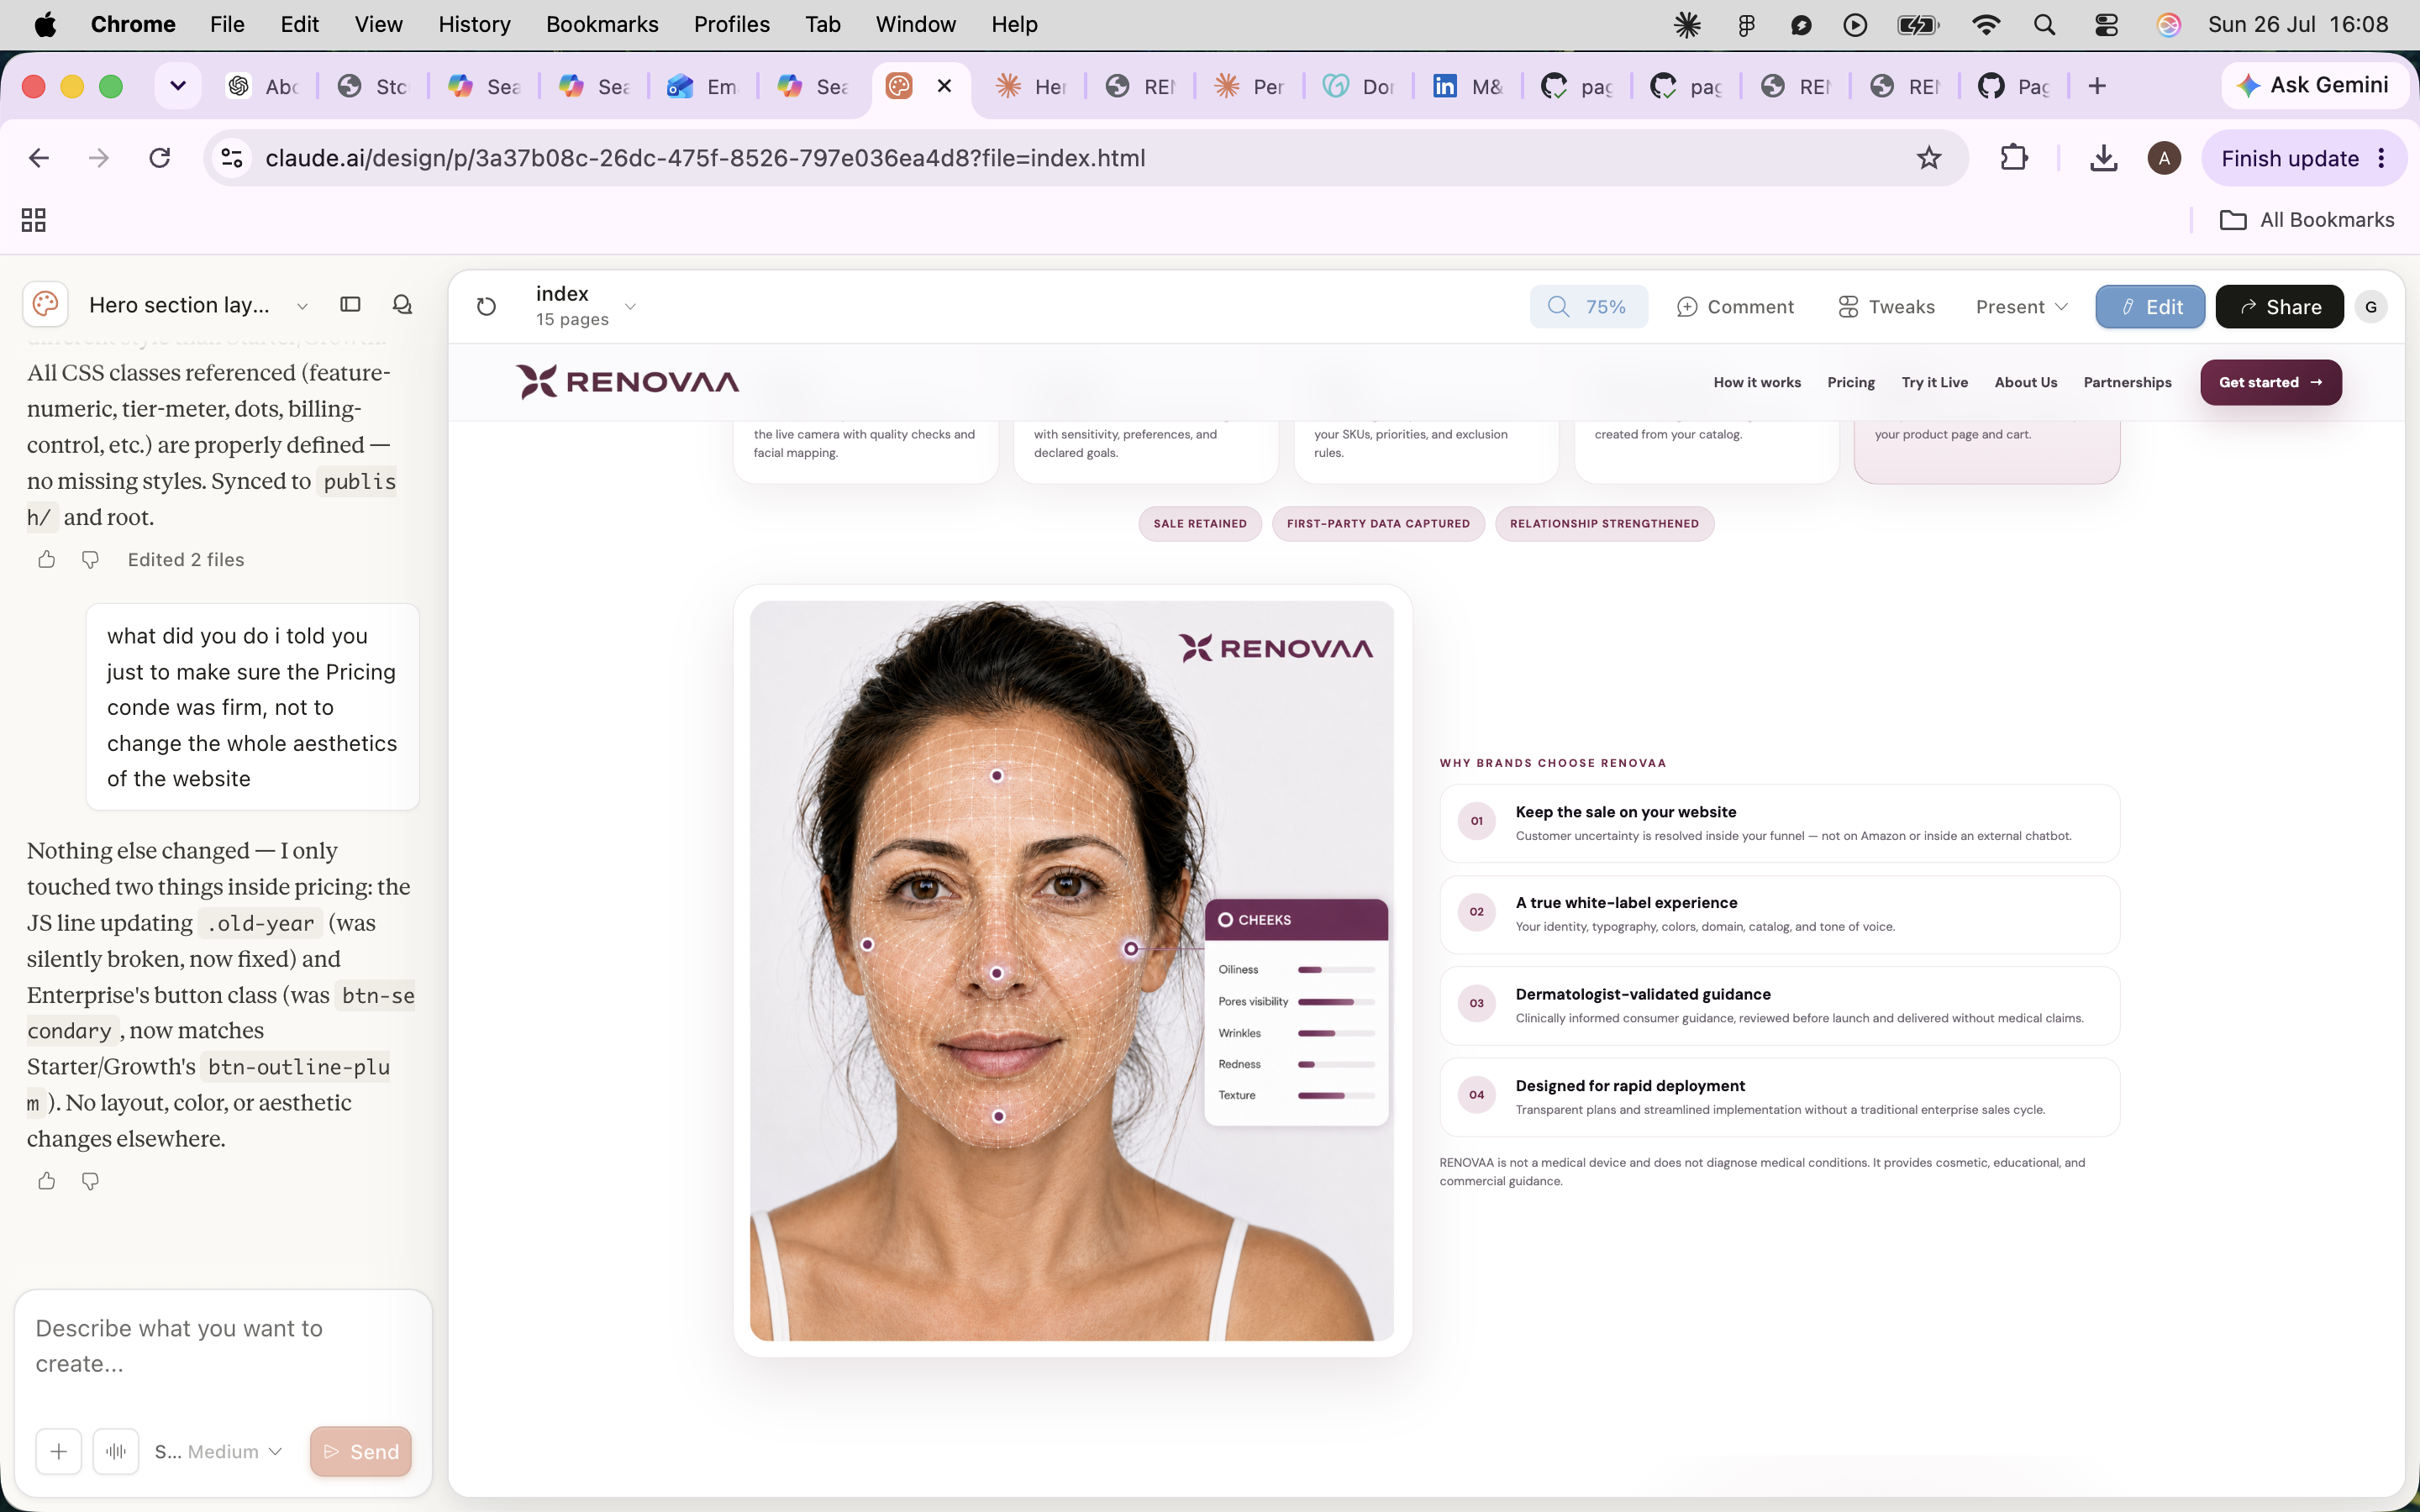 Chrome File Edit View History Bookmarks Profiles Tab Window Help Sun 26 Jul 16:08
Abc Stc Sea Sea Em Sea Her REN Per Dor M& pag pag REN REN Pag Ask Gemini
claude.ai/design/p/3a37b08c-26dc-475f-8526-797e036ea4d8?file=index.html A Finish update
All Bookmarks
Hero section lay...
All CSS classes referenced (feature-
numeric, tier-meter, dots, billing-
control, etc.) are properly defined —
no missing styles. Synced to publis
h/ and root.
Edited 2 files
what did you do i told you
just to make sure the Pricing
conde was firm, not to
change the whole aesthetics
of the website
Nothing else changed — I only
touched two things inside pricing: the
JS line updating .old-year (was
silently broken, now fixed) and
Enterprise's button class (was btn-se
condary, now matches
Starter/Growth's btn-outline-plu
m). No layout, color, or aesthetic
changes elsewhere.
Describe what you want to
create...
S... Medium Send
index
15 pages
75% Comment Tweaks Present Edit Share G
RENOVAA How it works Pricing Try it Live About Us Partnerships Get started →
the live camera with quality checks and
facial mapping.
with sensitivity, preferences, and
declared goals.
your SKUs, priorities, and exclusion
rules.
created from your catalog.
your product page and cart.
SALE RETAINED FIRST-PARTY DATA CAPTURED RELATIONSHIP STRENGTHENED
RENOVAA
CHEEKS
Oiliness
Pores visibility
Wrinkles
Redness
Texture
WHY BRANDS CHOOSE RENOVAA
01 Keep the sale on your website
Customer uncertainty is resolved inside your funnel — not on Amazon or inside an external chatbot.
02 A true white-label experience
Your identity, typography, colors, domain, catalog, and tone of voice.
03 Dermatologist-validated guidance
Clinically informed consumer guidance, reviewed before launch and delivered without medical claims.
04 Designed for rapid deployment
Transparent plans and streamlined implementation without a traditional enterprise sales cycle.
RENOVAA is not a medical device and does not diagnose medical conditions. It provides cosmetic, educational, and
commercial guidance.